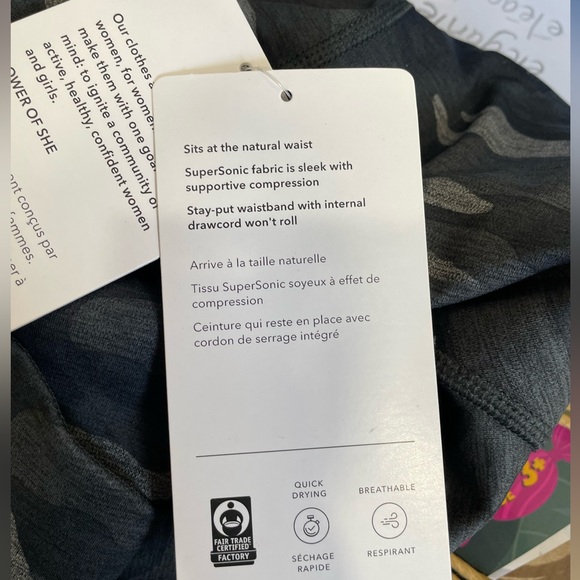 Our clothes
women, for wome
make them with one goa
mind: to ignite a community o
active, healthy, confident women
and girls.
OWER OF SHE
ent conçus par
femmes.
Sits at the natural waist
SuperSonic fabric is sleek with
supportive compression
Stay-put waistband with internal
drawcord won't roll
Arrive à la taille naturelle
Tissu SuperSonic soyeux à effet de
compression
Ceinture qui reste en place avec
cordon de serrage intégré
QUICK
DRYING
SÉCHAGE
RAPIDE
BREATHABLE
RESPIRANT
FAIR TRADE
CERTIFIED
FACTORY